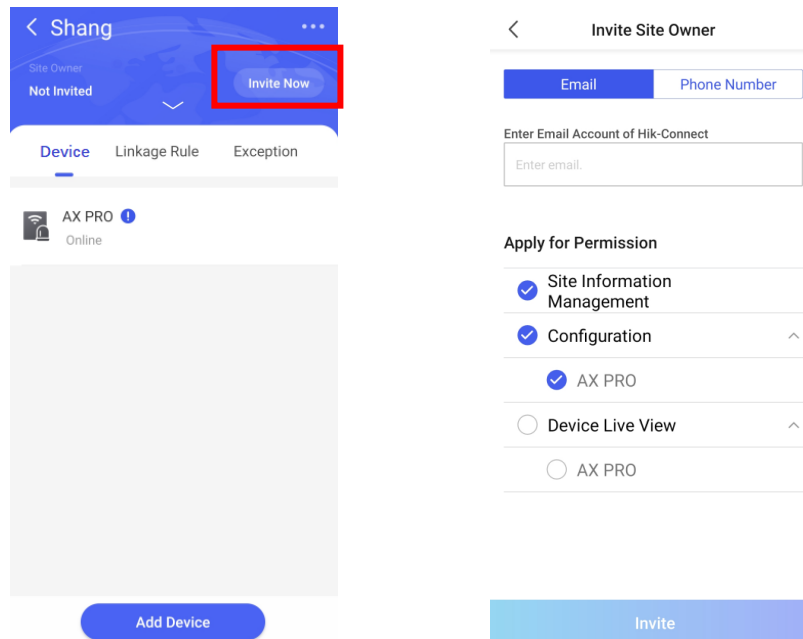 Shang
Site Owner
Not Invited
Invite Now
Device Linkage Rule Exception
AX PRO
Online
Add Device
Invite Site Owner
Email Phone Number
Enter Email Account of Hik-Connect
Enter email.
Apply for Permission
Site Information
Management
Configuration
AX PRO
Device Live View
AX PRO
Invite